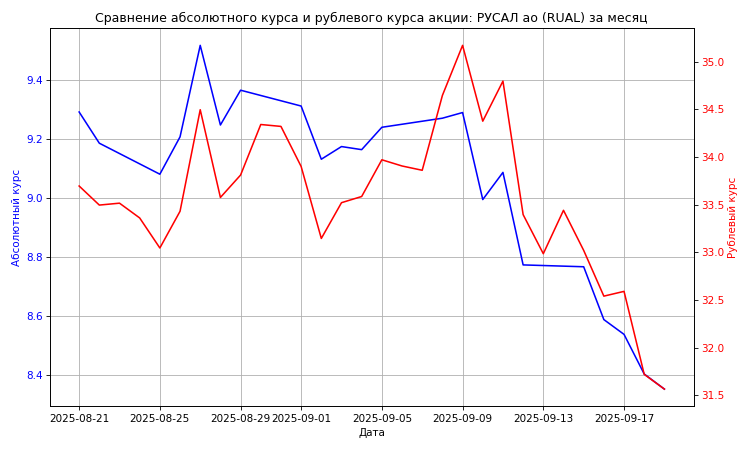 Сравнение абсолютного курса и рублевого курса акции: РУСАЛ ао (RUAL) за месяц
Абсолютный курс
9.4
9.2
9.0
8.8
8.6
8.4
35.0
34.5
34.0
33.5
33.0
32.5
32.0
31.5
Рублевый курс
2025-08-21 2025-08-25 2025-08-29 2025-09-01 2025-09-05 2025-09-09 2025-09-13 2025-09-17
Дата